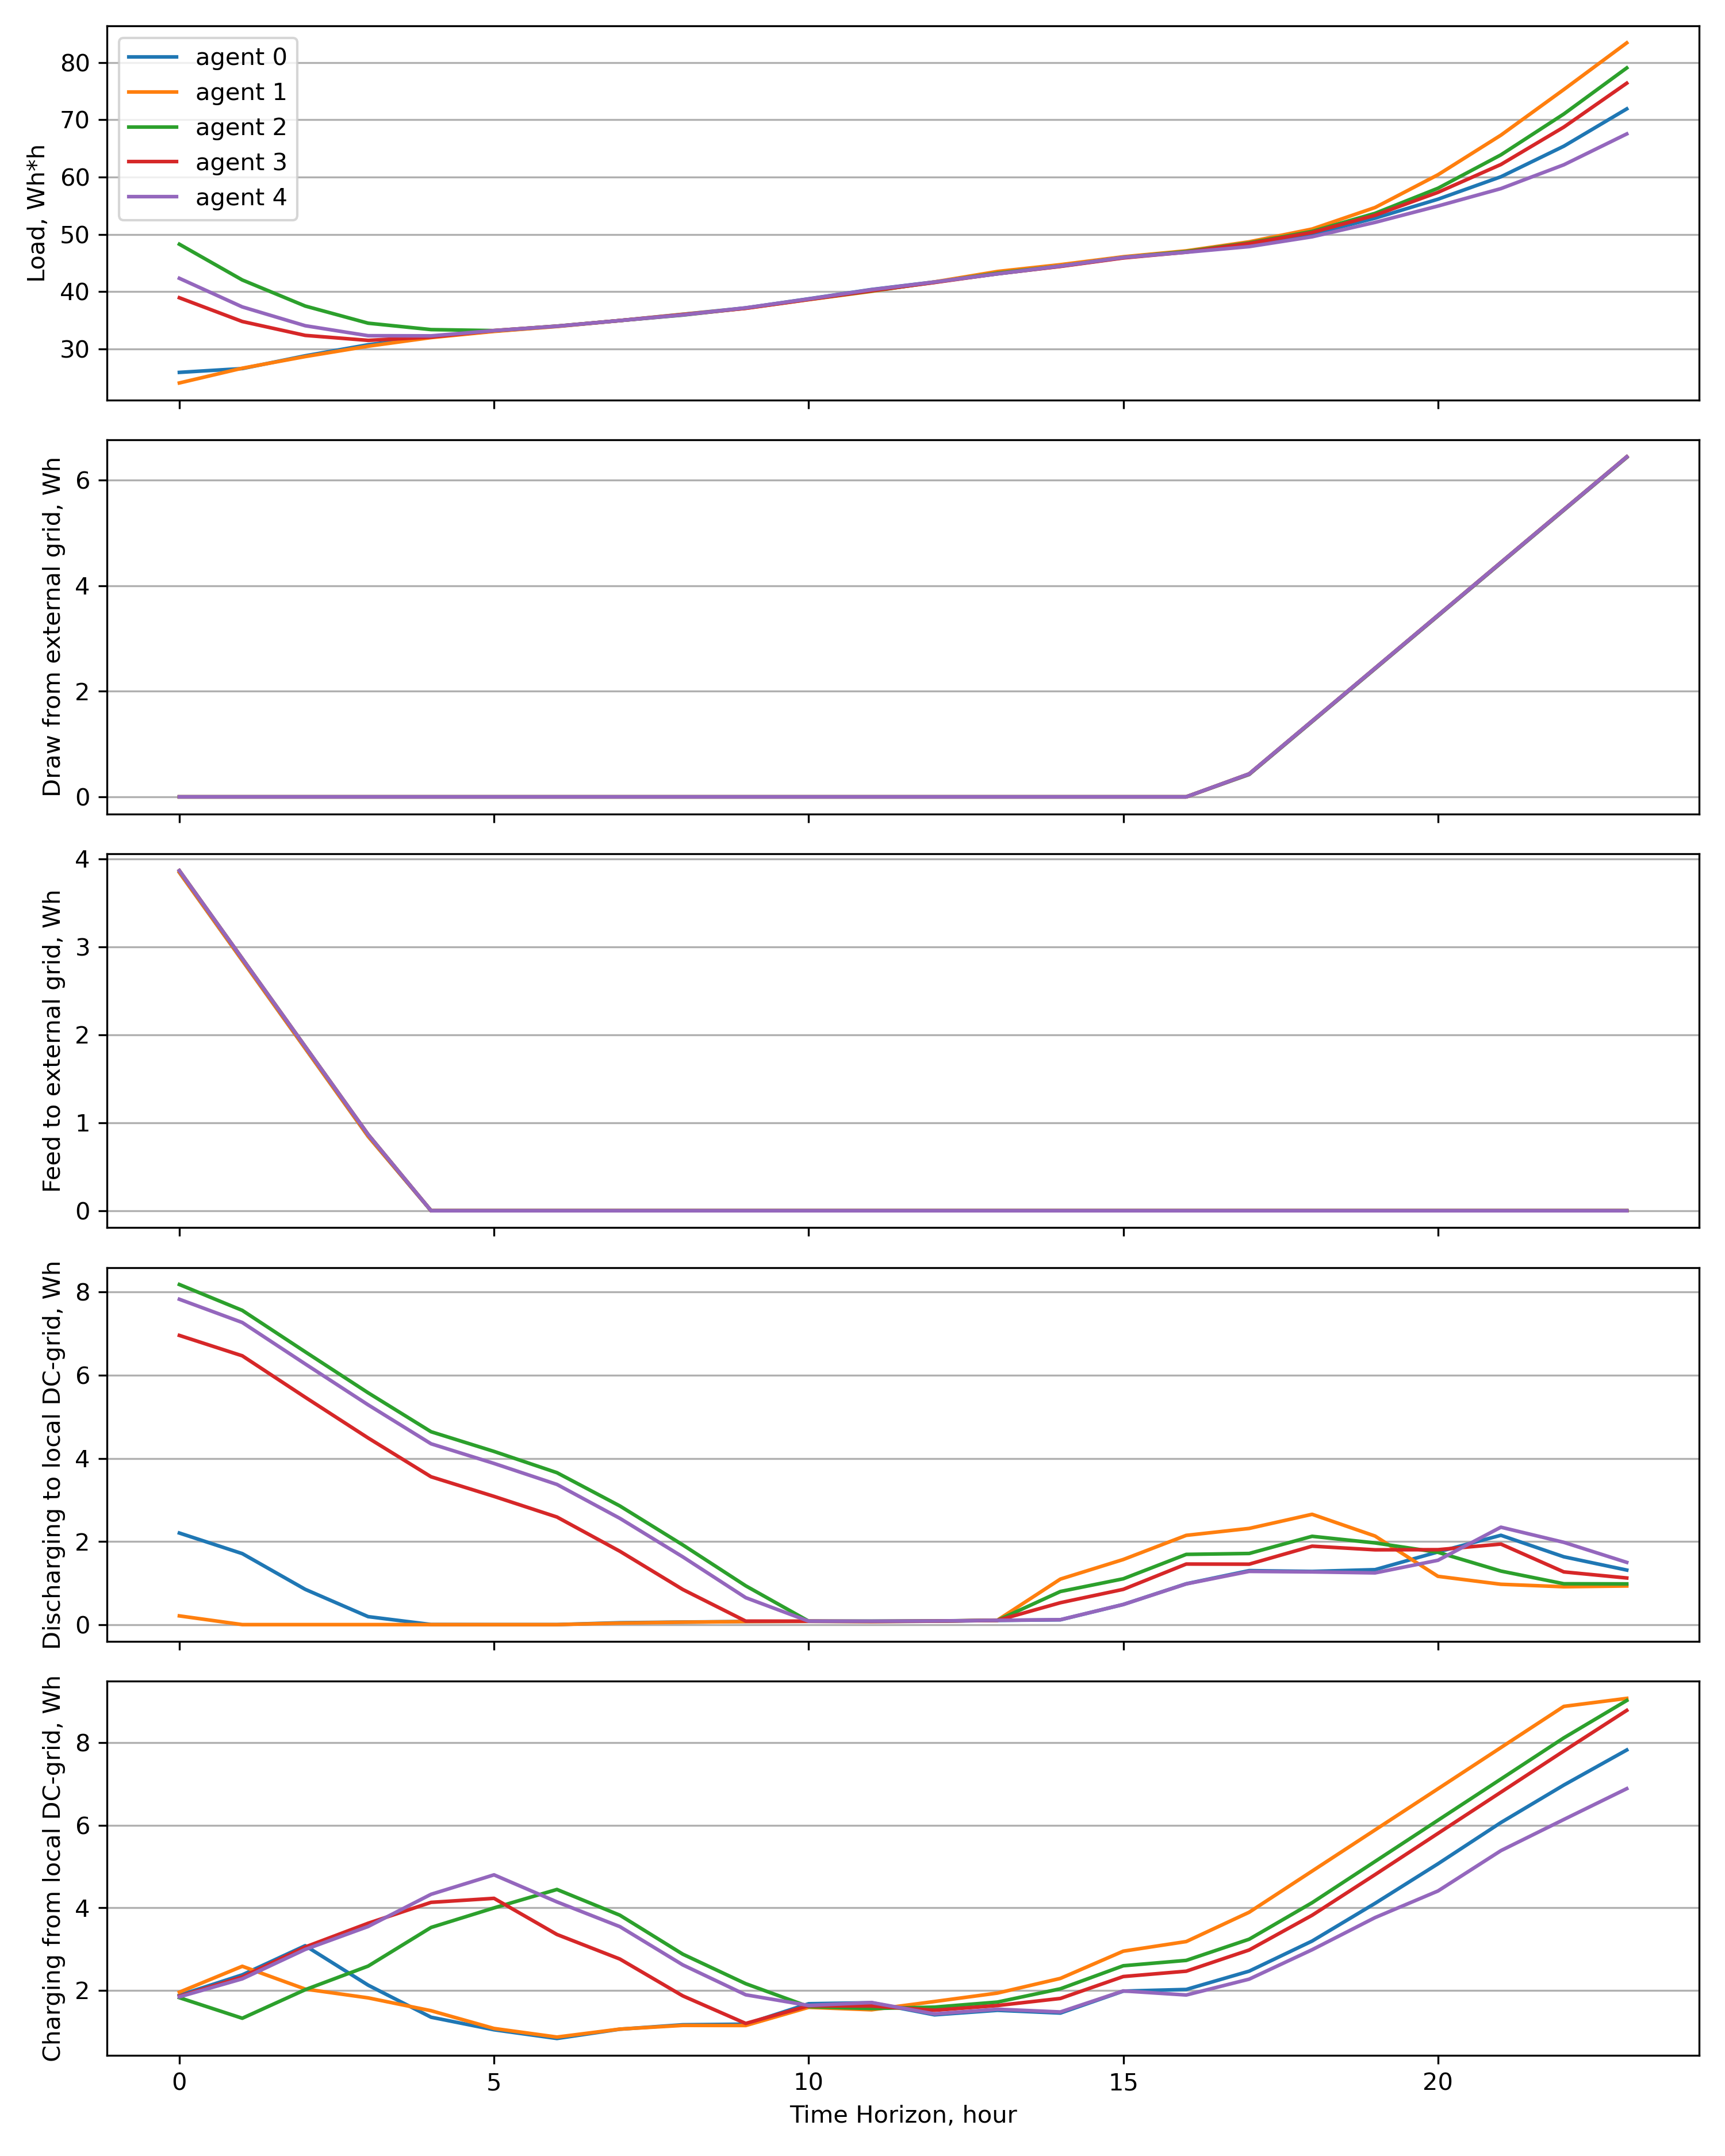 Load, Wh*h
80
70
60
50
40
30
agent 0
agent 1
agent 2
agent 3
agent 4
Draw from external grid, Wh
6
4
2
0
Feed to external grid, Wh
4
3
2
1
0
Discharging to local DC-grid, Wh
8
6
4
2
0
Charging from local DC-grid, Wh
8
6
4
2
0 5 10 15 20
Time Horizon, hour